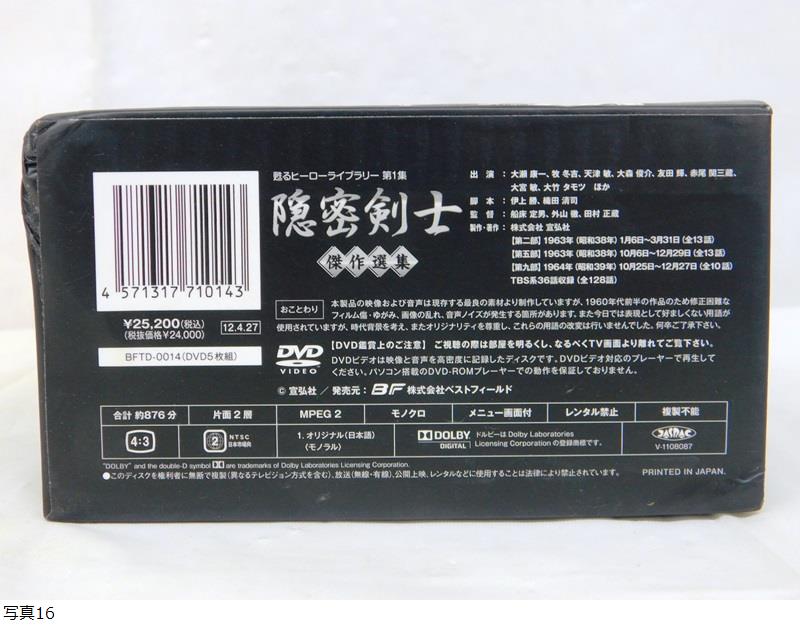 甦るヒーローライブラリー 第1集
隠密剣士
傑作選集
出 演 : 大瀬 康一、牧 冬吉、天津 敏、大森 俊介、友田 輝、赤尾 関三蔵、
大宮 敏、大竹 タモツ ほか
脚 本 : 伊上 勝、織田 清司
監 督 : 船床 定男、外山 徹、田村 正蔵
製作・著作 : 株式会社 宣弘社
【第二部】1963年(昭和38年) 1月6日~3月31日(全13話)
【第五部】1963年(昭和38年) 10月6日~12月29日(全13話)
【第九部】1964年(昭和39年) 10月25日~12月27日(全10話)
TBS系36話収録(全128話)
4 571317 710143
¥25,200(税込)
(税抜価格¥24,000)
12.4.27
BFTD-0014(DVD5枚組)
おことわり
本製品の映像および音声は現存する最良の素材より制作していますが、1960年代前半の作品のため修正困難な
フィルム傷・ゆがみ、画像の乱れ、音声ノイズが発生する箇所があります。また今日では表現として好ましくない用語が
使用されていますが、時代背景を考え、またオリジナリティを尊重し、これらの用語の改変は行いませんでした。何卒ご了承下さい。
DVD VIDEO
【DVD鑑賞上のご注意】ご視聴の際は部屋を明るくし、なるべくTV画面より離れてご覧下さい。
DVDビデオは映像と音声を高密度に記録したディスクです。DVDビデオ対応のプレーヤーで再生して
ください。パソコン搭載のDVD-ROMプレーヤーでの動作を保証しておりません。
© 宣弘社 / 発売元: BF 株式会社ベストフィールド
合計 約876分 片面2層 MPEG 2 モノクロ メニュー画面付 レンタル禁止 複製不能
4:3 2 NTSC 日本市場向 1. オリジナル(日本語) (モノラル) DOLBY DIGITAL ドルビーは Dolby Laboratories Licensing Corporation の登録商標です。 JASRAC V-1108087
"DOLBY" and the double-D symbol are trademarks of Dolby Laboratories Licensing Corporation.
●このディスクを権利者に無断で複製(異なるテレビジョン方式を含む)、放送(無線・有線)、公開上映、レンタルなどに使用することは法律により禁止されています。
PRINTED IN JAPAN.
写真16